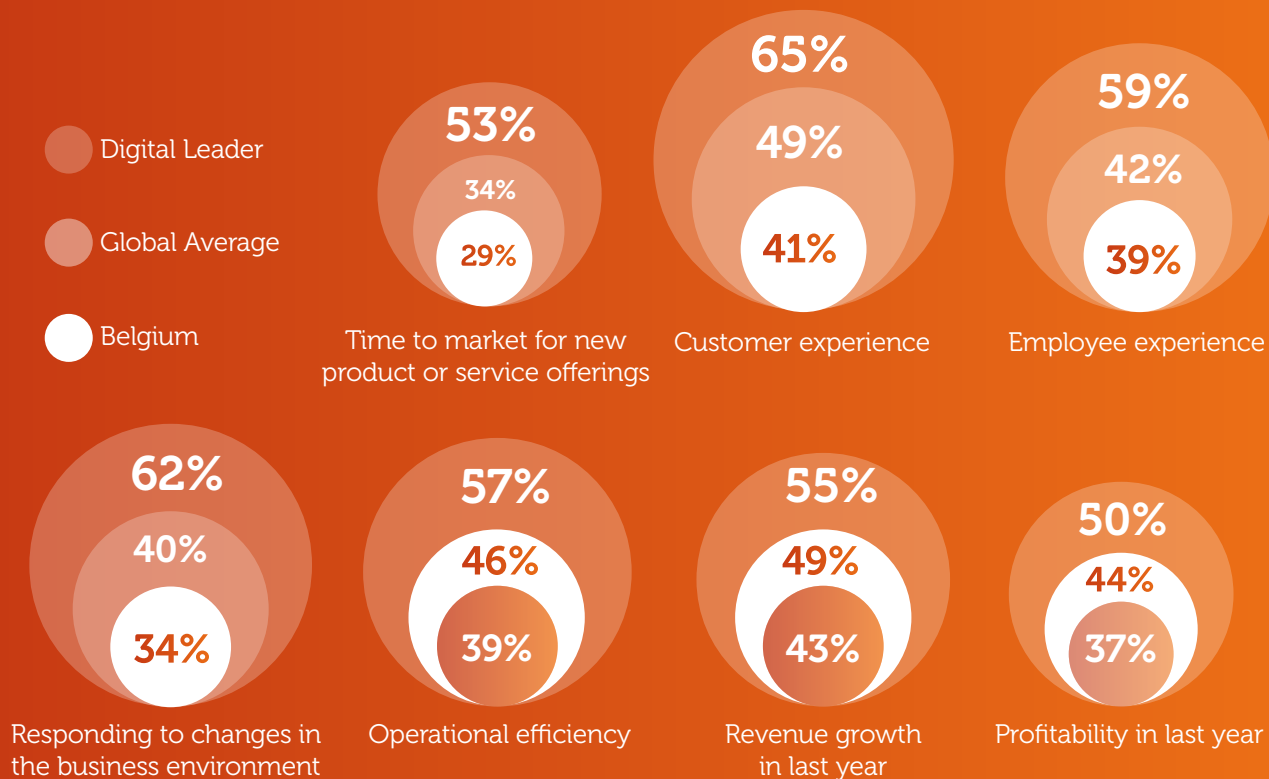 Digital Leader
Global Average
Belgium
53%
34%
29%
Time to market for new
product or service offerings
65%
49%
41%
Customer experience
59%
42%
39%
Employee experience
62%
40%
34%
Responding to changes in
the business environment
57%
46%
39%
Operational efficiency
55%
49%
43%
Revenue growth
in last year
50%
44%
37%
Profitability in last year